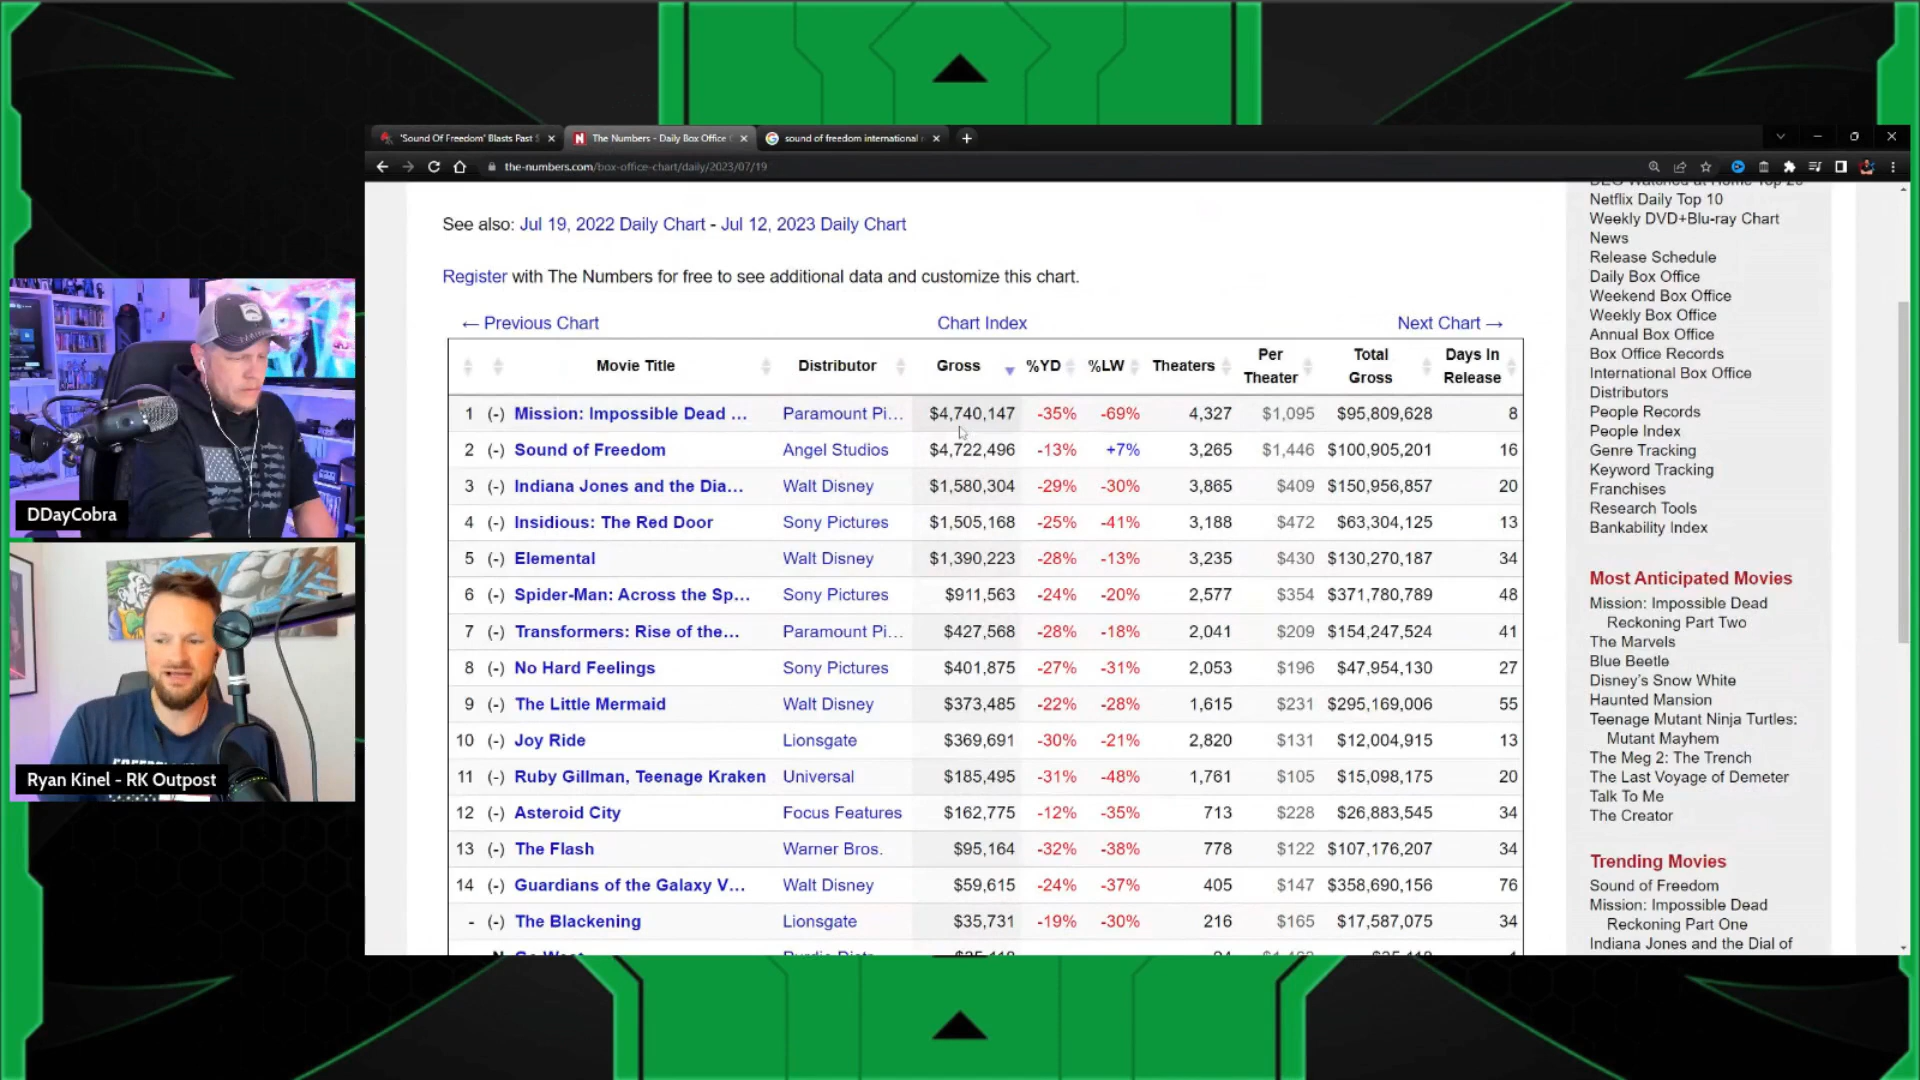 'Sound Of Freedom' Blasts Past
The Numbers - Daily Box Office
sound of freedom international
the-numbers.com/box-office-chart/daily/2023/07/19
See also: Jul 19, 2022 Daily Chart - Jul 12, 2023 Daily Chart
Register with The Numbers for free to see additional data and customize this chart.
← Previous Chart Chart Index Next Chart →
Movie Title Distributor Gross %YD %LW Theaters Per Theater Total Gross Days In Release
1 (-) Mission: Impossible Dead … Paramount Pi… $4,740,147 -35% -69% 4,327 $1,095 $95,809,628 8
2 (-) Sound of Freedom Angel Studios $4,722,496 -13% +7% 3,265 $1,446 $100,905,201 16
3 (-) Indiana Jones and the Dia… Walt Disney $1,580,304 -29% -30% 3,865 $409 $150,956,857 20
4 (-) Insidious: The Red Door Sony Pictures $1,505,168 -25% -41% 3,188 $472 $63,304,125 13
5 (-) Elemental Walt Disney $1,390,223 -28% -13% 3,235 $430 $130,270,187 34
6 (-) Spider-Man: Across the Sp… Sony Pictures $911,563 -24% -20% 2,577 $354 $371,780,789 48
7 (-) Transformers: Rise of the… Paramount Pi… $427,568 -28% -18% 2,041 $209 $154,247,524 41
8 (-) No Hard Feelings Sony Pictures $401,875 -27% -31% 2,053 $196 $47,954,130 27
9 (-) The Little Mermaid Walt Disney $373,485 -22% -28% 1,615 $231 $295,169,006 55
10 (-) Joy Ride Lionsgate $369,691 -30% -21% 2,820 $131 $12,004,915 13
11 (-) Ruby Gillman, Teenage Kraken Universal $185,495 -31% -48% 1,761 $105 $15,098,175 20
12 (-) Asteroid City Focus Features $162,775 -12% -35% 713 $228 $26,883,545 34
13 (-) The Flash Warner Bros. $95,164 -32% -38% 778 $122 $107,176,207 34
14 (-) Guardians of the Galaxy V… Walt Disney $59,615 -24% -37% 405 $147 $358,690,156 76
- (-) The Blackening Lionsgate $35,731 -19% -30% 216 $165 $17,587,075 34
Netflix Daily Top 10
Weekly DVD+Blu-ray Chart
News
Release Schedule
Daily Box Office
Weekend Box Office
Weekly Box Office
Annual Box Office
Box Office Records
International Box Office
Distributors
People Records
People Index
Genre Tracking
Keyword Tracking
Franchises
Research Tools
Bankability Index
Most Anticipated Movies
Mission: Impossible Dead
Reckoning Part Two
The Marvels
Blue Beetle
Disney's Snow White
Haunted Mansion
Teenage Mutant Ninja Turtles:
Mutant Mayhem
The Meg 2: The Trench
The Last Voyage of Demeter
Talk To Me
The Creator
Trending Movies
Sound of Freedom
Mission: Impossible Dead
Reckoning Part One
Indiana Jones and the Dial of
DDayCobra
Ryan Kinel - RK Outpost